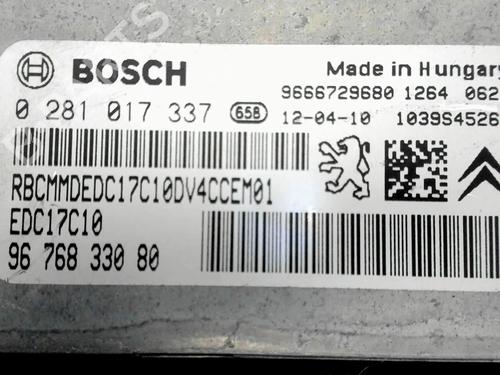 BOSCH
Made in Hungary
9666729680 1264 062
0 281 017 337 658
12-04-10 1039S4526
RBCMMDEDC17C10DV4CCEM01
EDC17C10
96 768 330 80